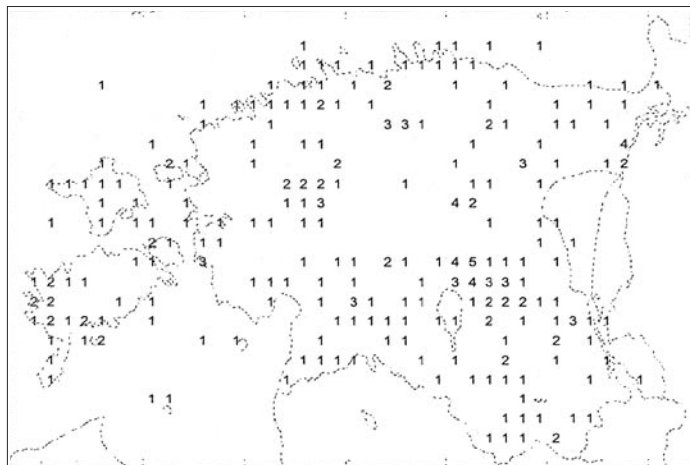 1 1 1 1 1
1 1 1 1 1 1 1 1 1
1 1 1 1 2 1 1 1 1 1
1 1 1 1 1 1 2 1 1 1 1 1 1
1 1 3 3 1 2 1 1 1 1
1 1 1 1 1 1 4
1 2 1 1 2 1 3 1 1 2
1 1 1 1 1 1 2 2 2 1 1 1 1 1
1 1 1 1 1 3 4 2
1 1 1 1 1 1 1 1 1 1 1 1 1
2 1 1 1 1 1
1 1 3 1 1 1 2 1 1 4 5 1 1 1 1
1 2 1 1 1 1 1 1 1 1 3 4 3 3 1
2 2 1 1 1 1 3 1 1 1 1 2 2 2 1 1
1 2 1 2 1 1 1 1 1 1 1 1 1 2 1 1 3 1 1
1 1 2 1 1 1 1 1 1 2 1
1 1 1 1 1 1 1 2 1 1
1 1 1 1 1 1 1 1 1
1 1 1
1 1 1 1 1
1 1 1 2